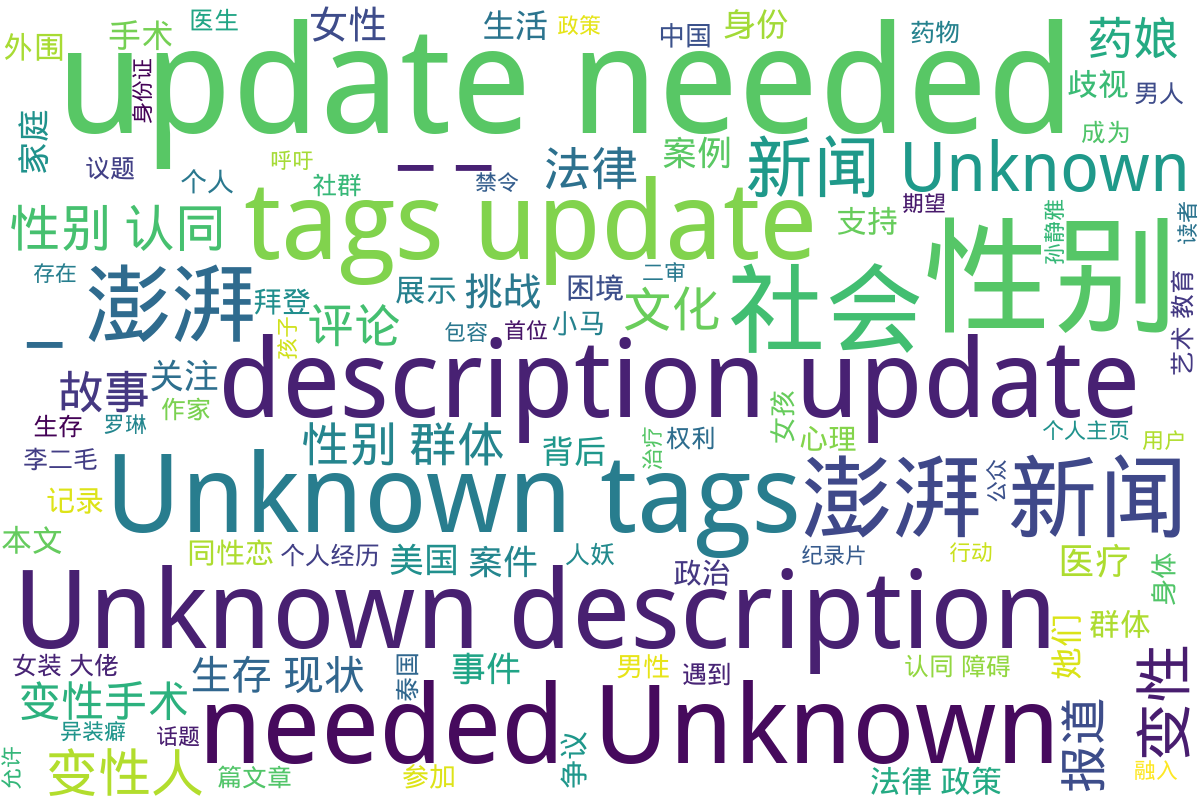 外围
手术
医生
女性
生活
政策
中国
身份
药物
药娘
update needed
身份证
歧视
男人
家庭
议题
呼吁
个人
社群
— —
禁令
法律
案例
新闻
Unknown
成为
性别 认同
tags update
支持
期望
孙静雅
读者
性别
存在
澎湃
拜登
展示
挑战
困境
二审
文化
社会
艺术 教育
—
孩子
评论
包容
首位
小马
故事
关注
description update
作家
生存
罗琳
性别 群体
背后
治疗
权利
女孩
心理
个人主页
用户
李二毛
记录
Unknown tags
澎湃 新闻
公众
本文
同性恋
个人经历
美国 案件
人妖
政治
纪录片
行动
医疗
身体
Unknown description
她们
群体
女装 大佬
生存 现状
泰国
事件
男性
遇到
认同 障碍
变性
变性手术
needed Unknown
异装癖
话题
报道
允许
变性人
篇文章
参加
争议
法律 政策
融入